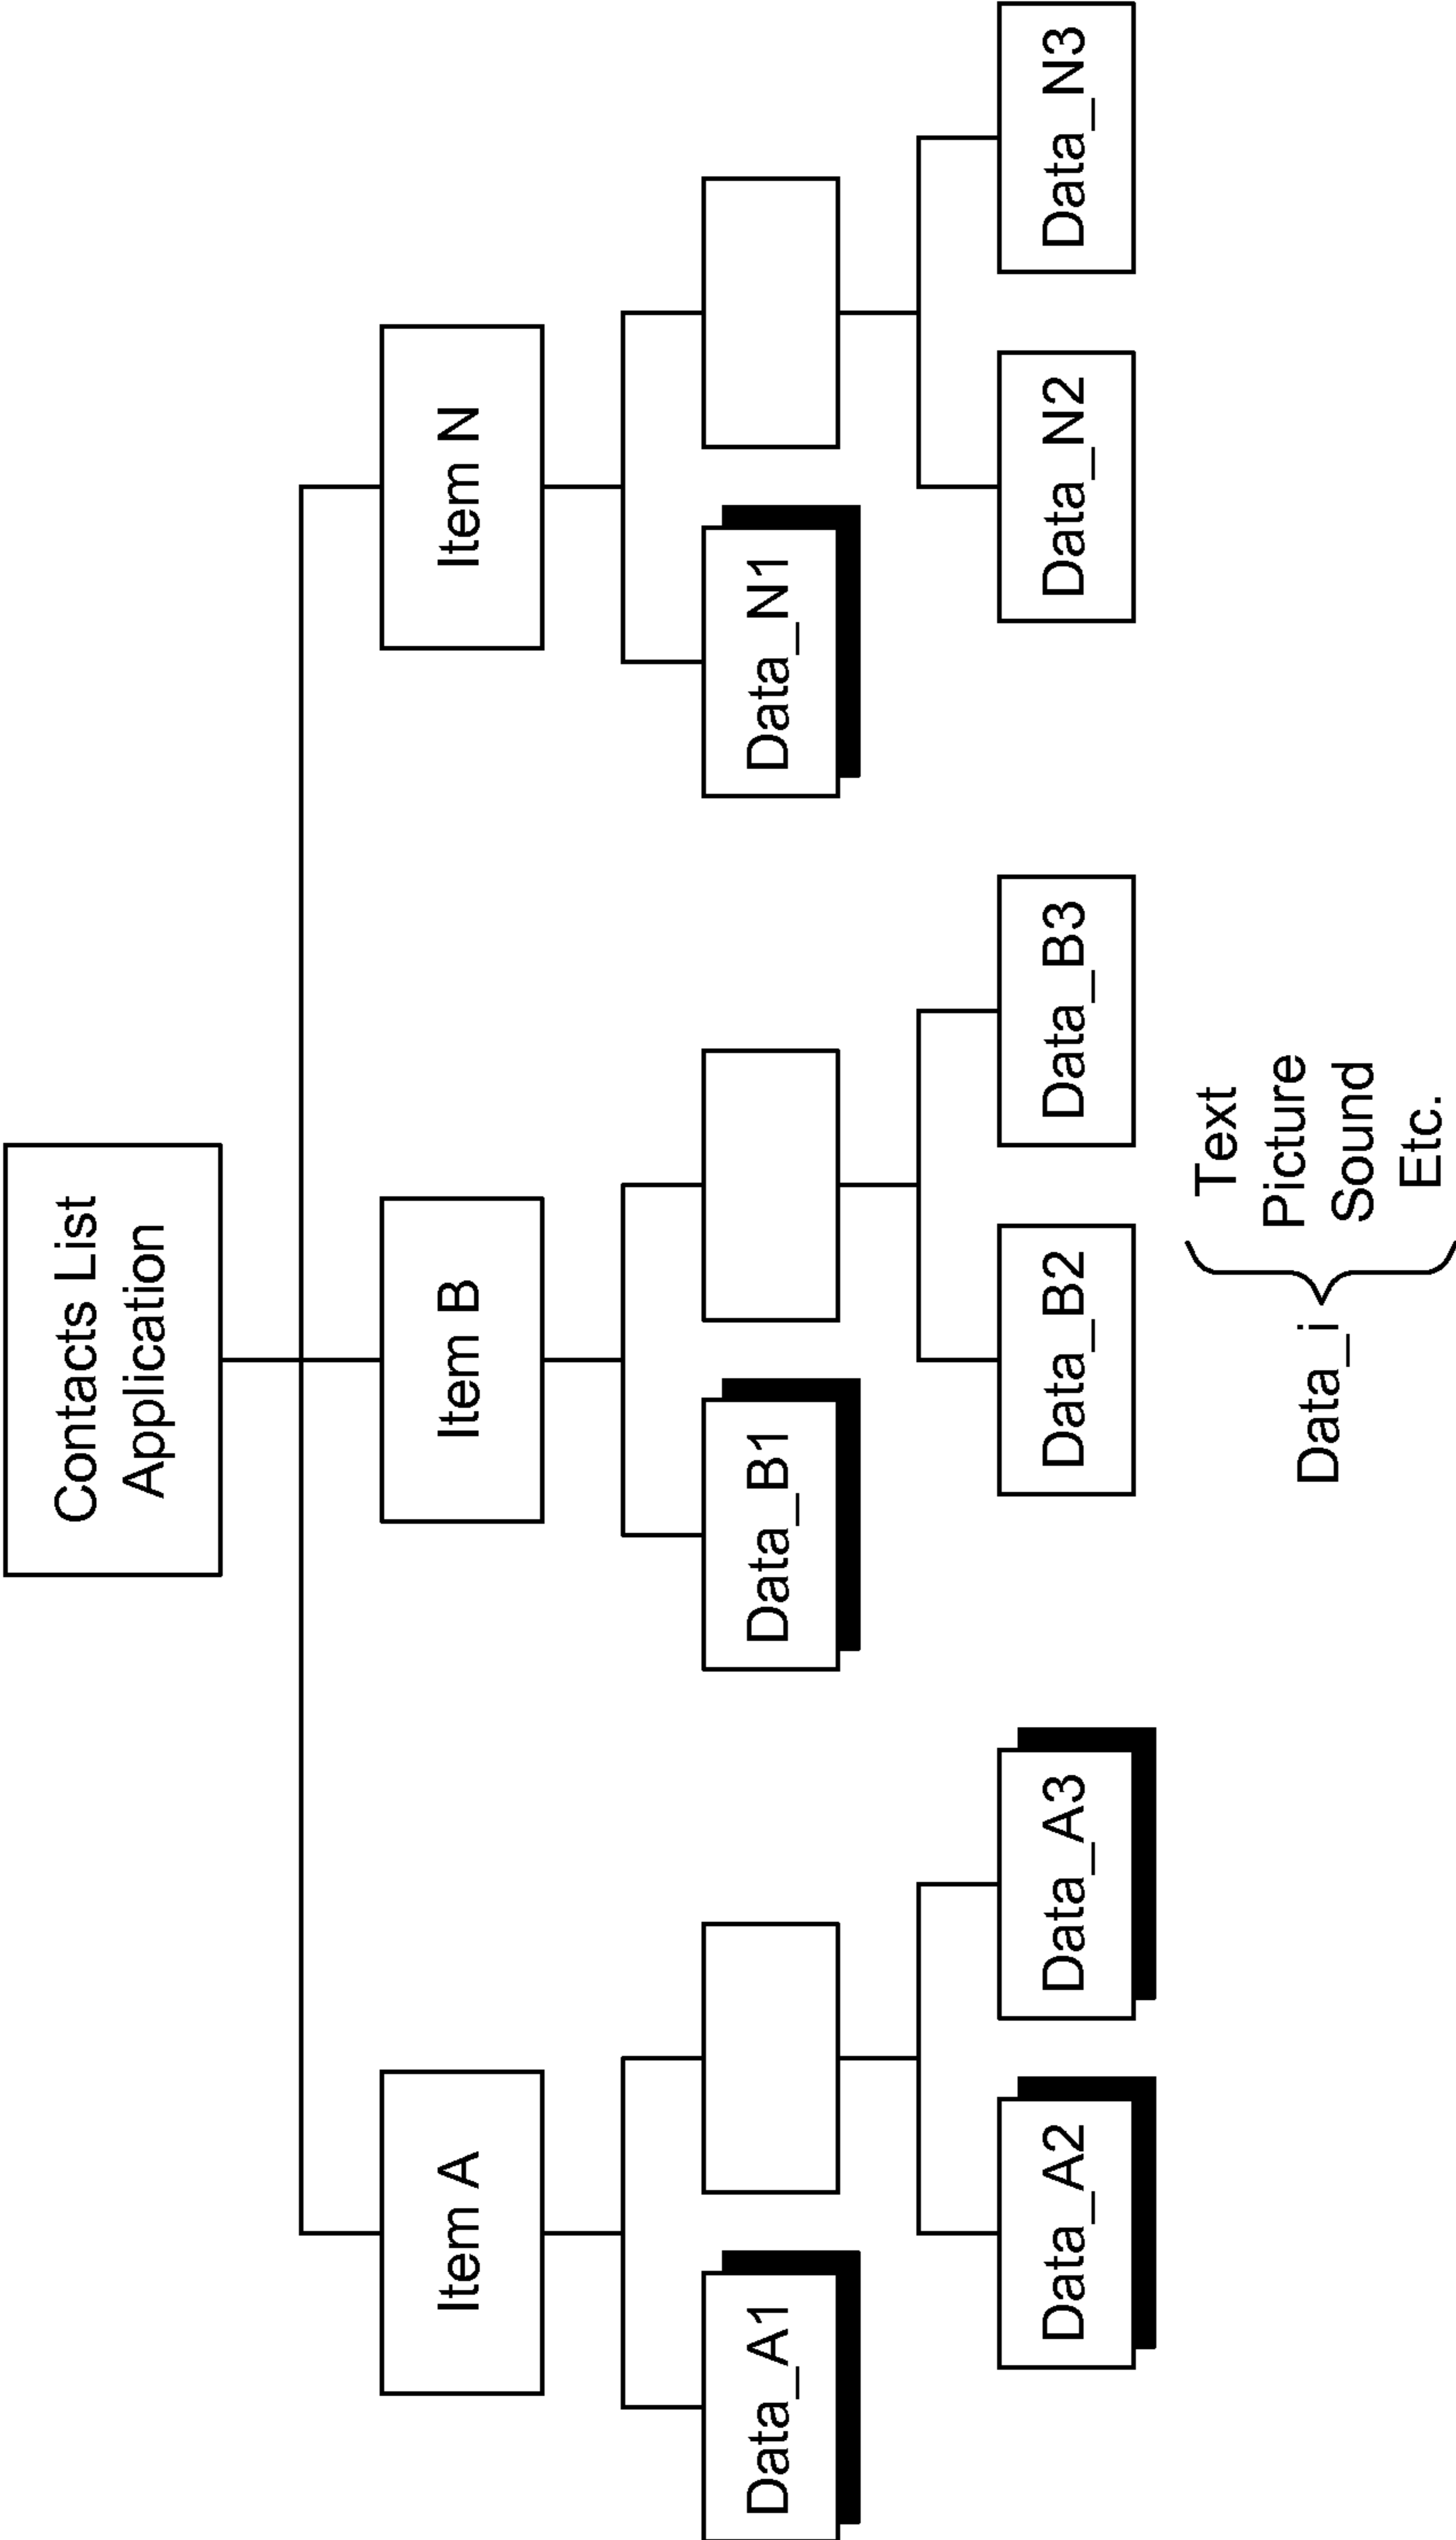 Contacts List
Application
Item A
Item B
Item N
Data_A1
Data_B1
Data_N1
Data_A2
Data_A3
Data_B2
Data_B3
Data_N2
Data_N3
Data_i
Text
Picture
Sound
Etc.